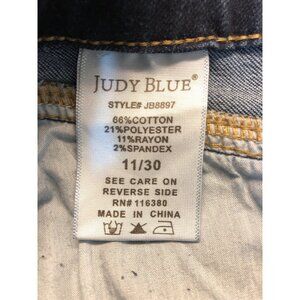 JUDY BLUE®
STYLE# JB8897
66%COTTON
21%POLYESTER
11%RAYON
2%SPANDEX
11/30
SEE CARE ON
REVERSE SIDE
RN# 116380
MADE IN CHINA